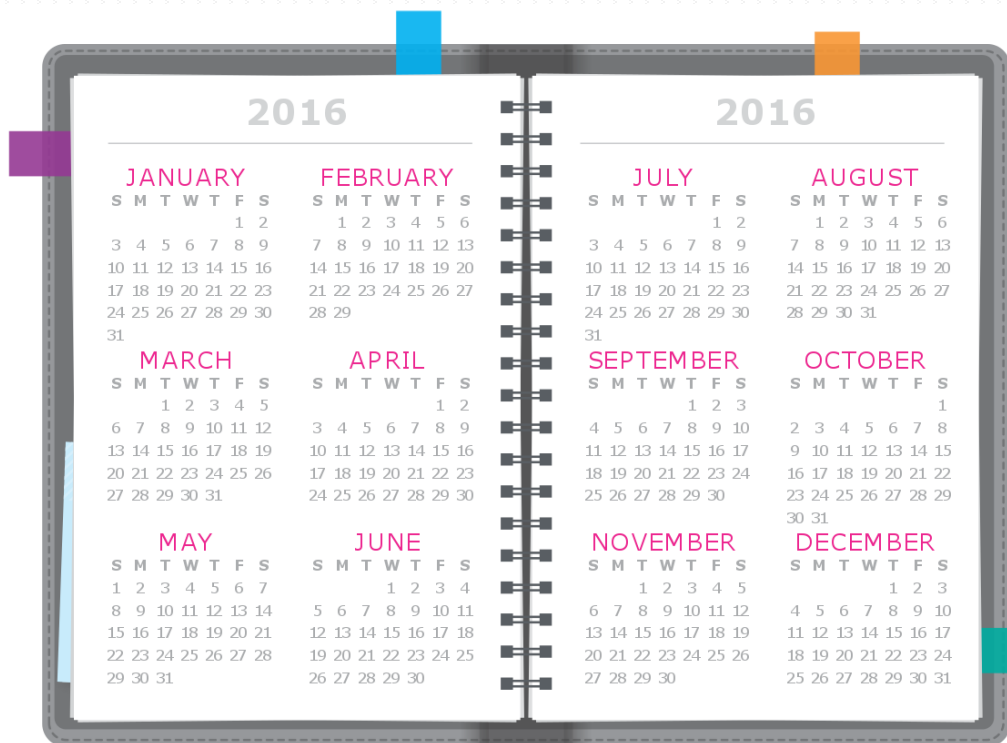 2016
JANUARY
S M T W T F S
1 2
3 4 5 6 7 8 9
10 11 12 13 14 15 16
17 18 19 20 21 22 23
24 25 26 27 28 29 30
31
FEBRUARY
S M T W T F S
1 2 3 4 5 6
7 8 9 10 11 12 13
14 15 16 17 18 19 20
21 22 23 24 25 26 27
28 29
MARCH
S M T W T F S
1 2 3 4 5
6 7 8 9 10 11 12
13 14 15 16 17 18 19
20 21 22 23 24 25 26
27 28 29 30 31
APRIL
S M T W T F S
1 2
3 4 5 6 7 8 9
10 11 12 13 14 15 16
17 18 19 20 21 22 23
24 25 26 27 28 29 30
MAY
S M T W T F S
1 2 3 4 5 6 7
8 9 10 11 12 13 14
15 16 17 18 19 20 21
22 23 24 25 26 27 28
29 30 31
JUNE
S M T W T F S
1 2 3 4
5 6 7 8 9 10 11
12 13 14 15 16 17 18
19 20 21 22 23 24 25
26 27 28 29 30
2016
JULY
S M T W T F S
1 2
3 4 5 6 7 8 9
10 11 12 13 14 15 16
17 18 19 20 21 22 23
24 25 26 27 28 29 30
31
AUGUST
S M T W T F S
1 2 3 4 5 6
7 8 9 10 11 12 13
14 15 16 17 18 19 20
21 22 23 24 25 26 27
28 29 30 31
SEPTEMBER
S M T W T F S
1 2 3
4 5 6 7 8 9 10
11 12 13 14 15 16 17
18 19 20 21 22 23 24
25 26 27 28 29 30
OCTOBER
S M T W T F S
1
2 3 4 5 6 7 8
9 10 11 12 13 14 15
16 17 18 19 20 21 22
23 24 25 26 27 28 29
30 31
NOVEMBER
S M T W T F S
1 2 3 4 5
6 7 8 9 10 11 12
13 14 15 16 17 18 19
20 21 22 23 24 25 26
27 28 29 30
DECEMBER
S M T W T F S
1 2 3
4 5 6 7 8 9 10
11 12 13 14 15 16 17
18 19 20 21 22 23 24
25 26 27 28 29 30 31